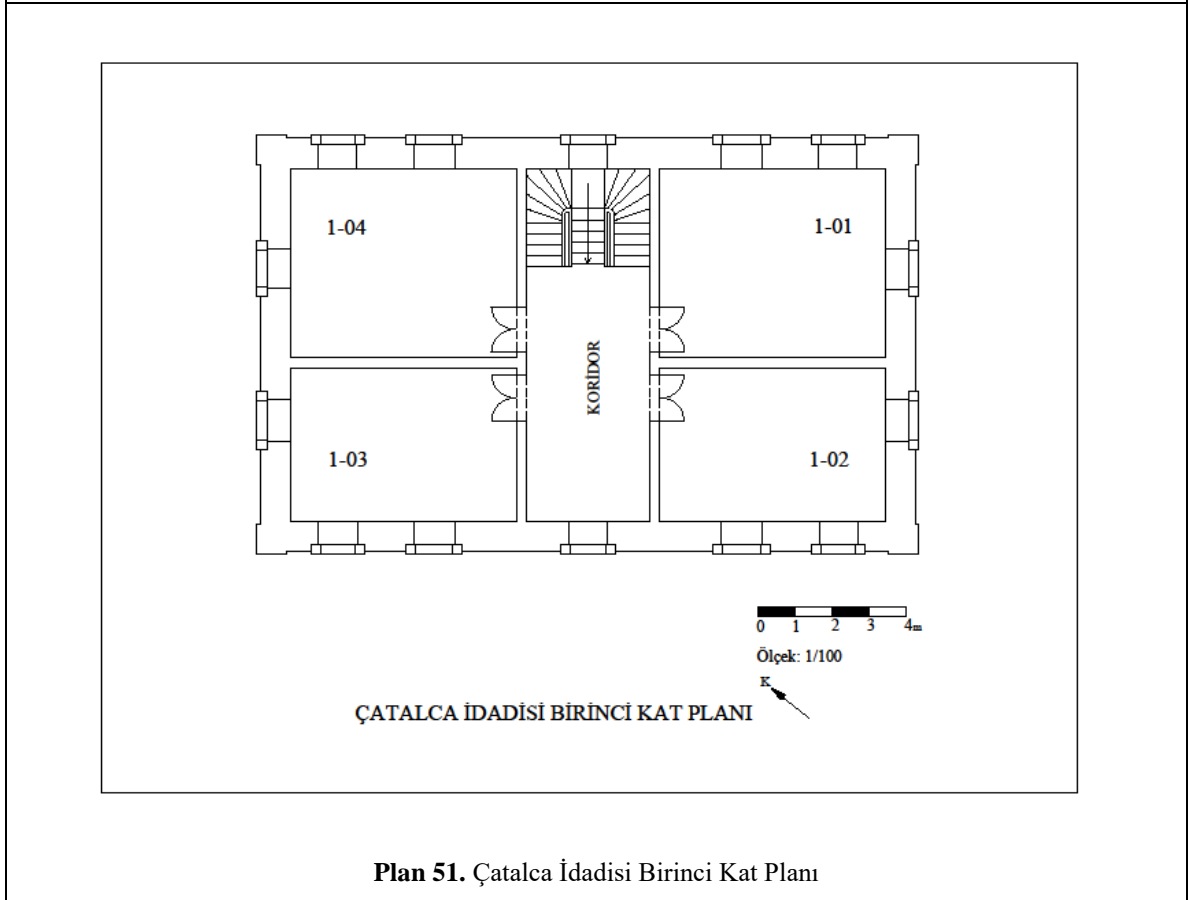 1-04
1-01
KORİDOR
1-03
1-02
0 1 2 3 4m
Ölçek: 1/100
K
ÇATALCA İDADİSİ BİRİNCİ KAT PLANI
Plan 51. Çatalca İdadisi Birinci Kat Planı